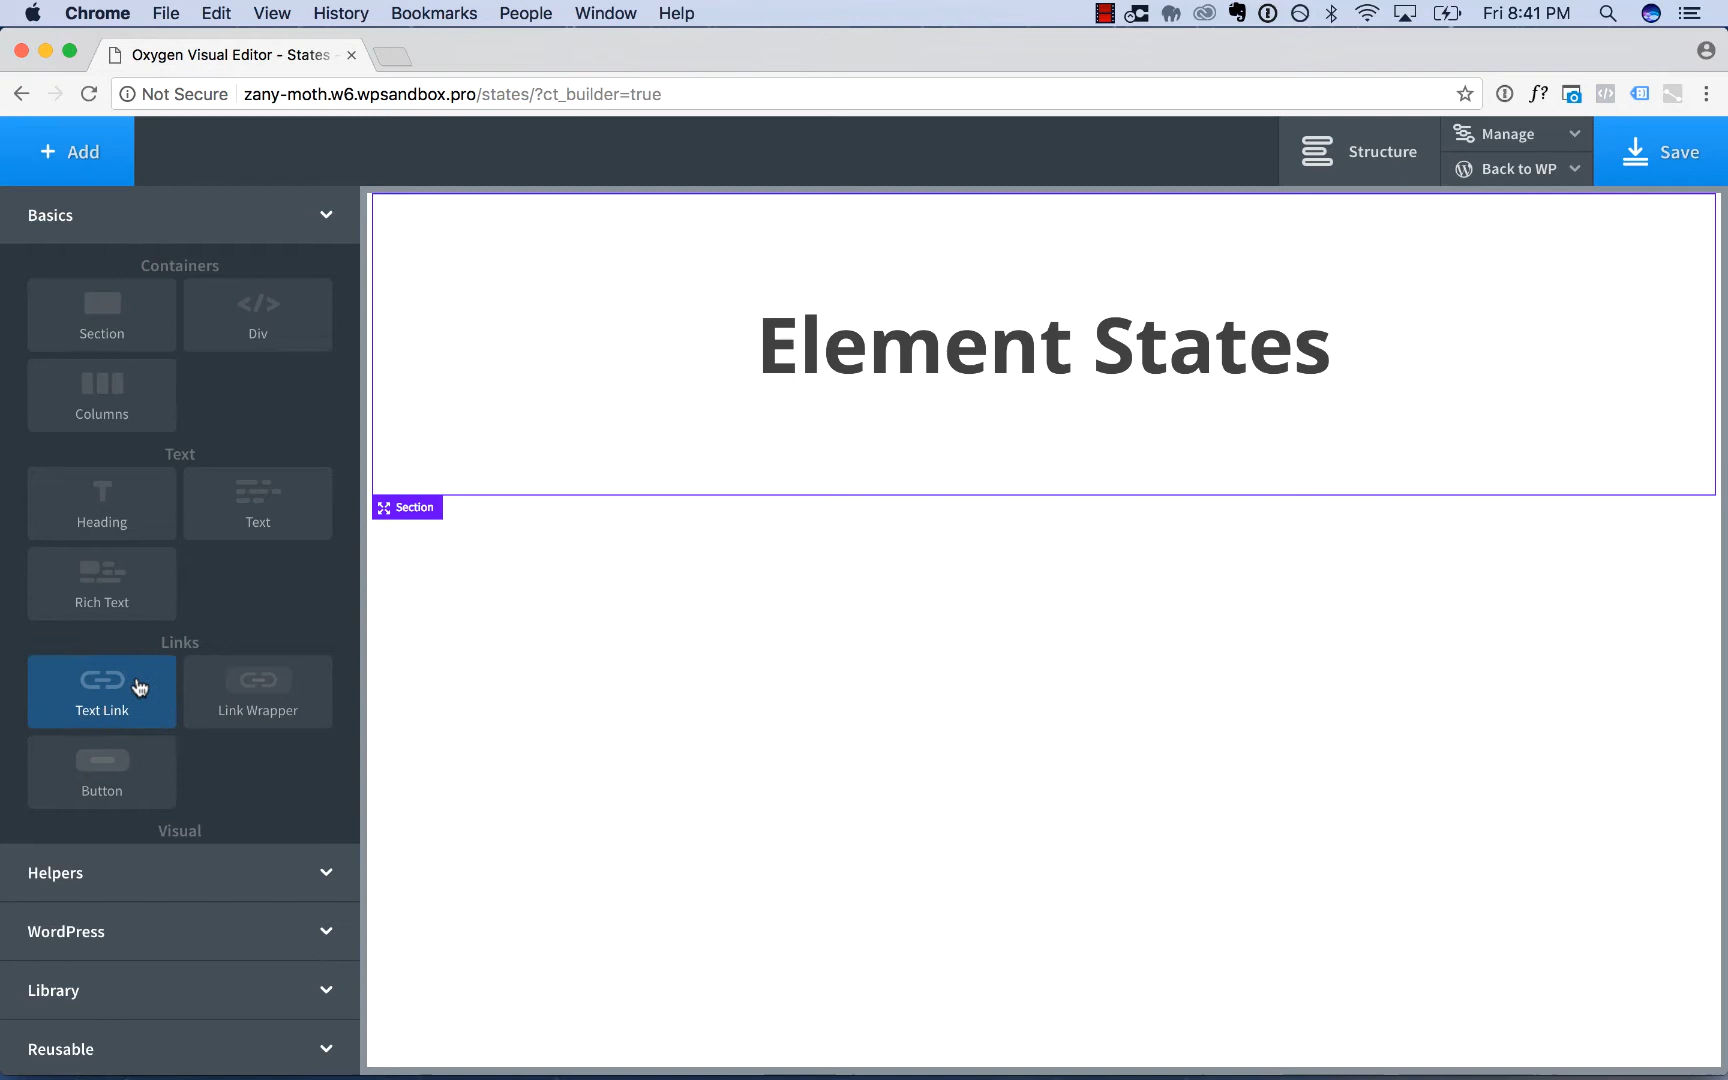 Chrome File Edit View History Bookmarks People Window Help Fri 8:41 PM
Oxygen Visual Editor - States -
Not Secure zany-moth.w6.wpsandbox.pro/states/?ct_builder=true
+ Add
Structure
Manage
Back to WP
Save
Basics
Containers
Section
Div
Columns
Text
Heading
Text
Rich Text
Links
Text Link
Link Wrapper
Button
Visual
Helpers
WordPress
Library
Reusable
Element States
Section